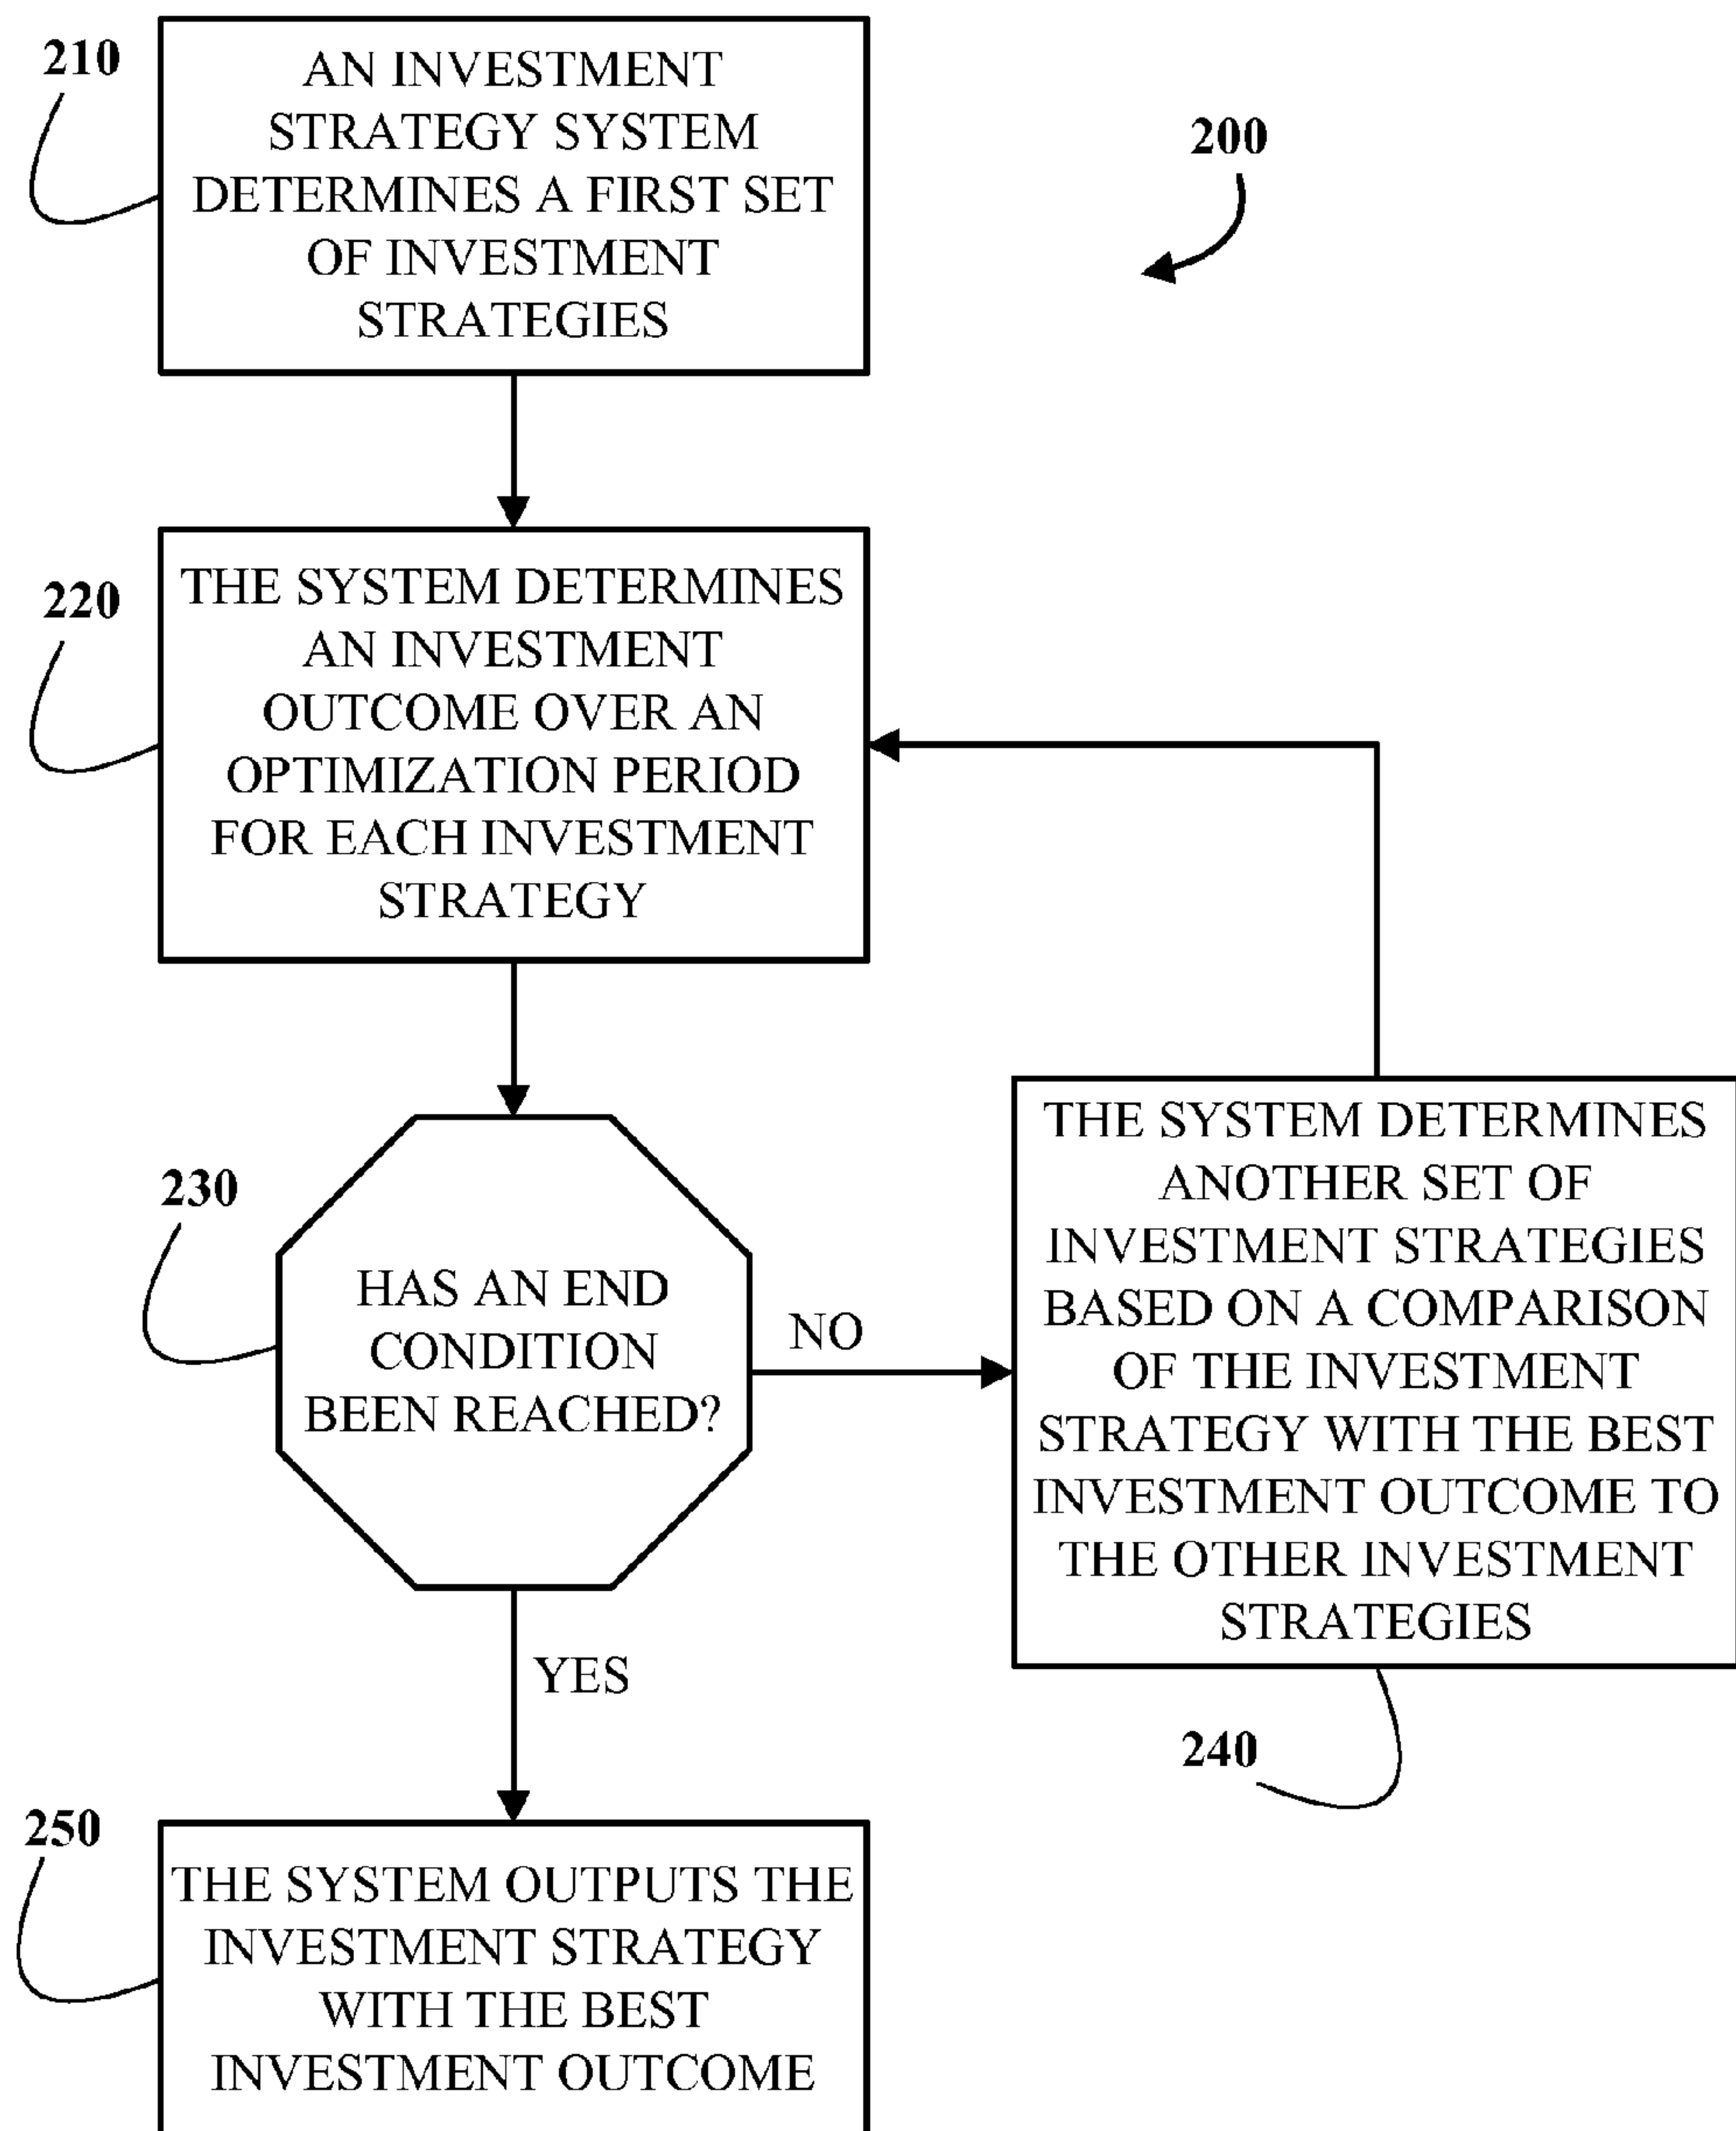 210
AN INVESTMENT
STRATEGY SYSTEM
DETERMINES A FIRST SET
OF INVESTMENT
STRATEGIES
200
220
THE SYSTEM DETERMINES
AN INVESTMENT
OUTCOME OVER AN
OPTIMIZATION PERIOD
FOR EACH INVESTMENT
STRATEGY
230
HAS AN END
CONDITION
BEEN REACHED?
NO
THE SYSTEM DETERMINES
ANOTHER SET OF
INVESTMENT STRATEGIES
BASED ON A COMPARISON
OF THE INVESTMENT
STRATEGY WITH THE BEST
INVESTMENT OUTCOME TO
THE OTHER INVESTMENT
STRATEGIES
240
YES
250
THE SYSTEM OUTPUTS THE
INVESTMENT STRATEGY
WITH THE BEST
INVESTMENT OUTCOME